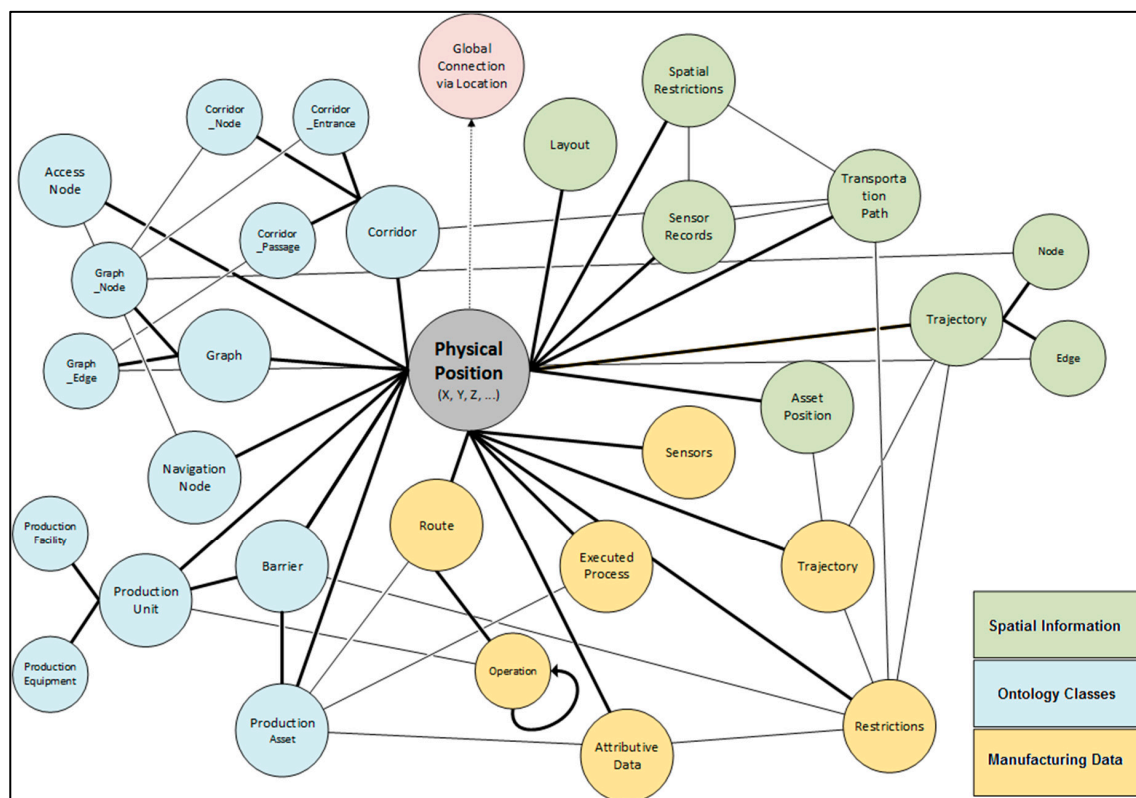 Global
Connection
via Location
Spatial
Restrictions
Corridor
_Node
Corridor
_Entrance
Layout
Access
Node
Transporta
tion
Path
Corridor
_Passage
Corridor
Sensor
Records
Graph
_Node
Node
Trajectory
Graph
_Edge
Graph
Physical
Position
(X, Y, Z, ...)
Edge
Asset
Position
Navigation
Node
Sensors
Production
Facility
Route
Barrier
Executed
Process
Trajectory
Production
Unit
Production
Equipment
Operation
Production
Asset
Attributive
Data
Restrictions
Spatial Information
Ontology Classes
Manufacturing Data